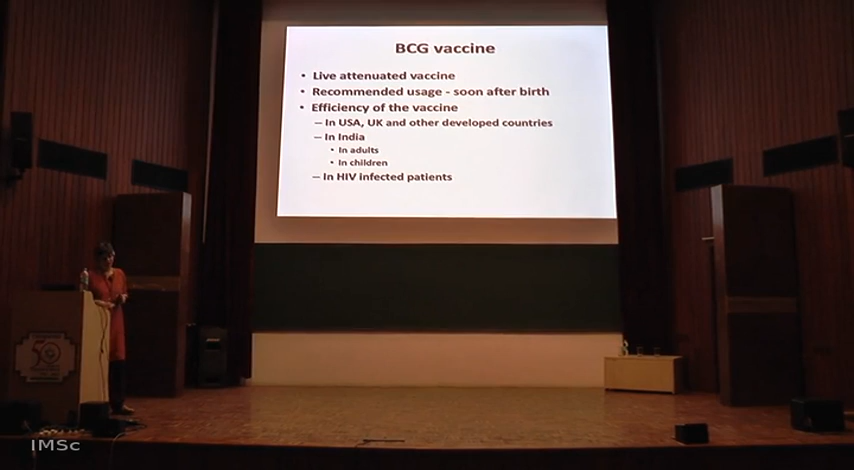 BCG vaccine
• Live attenuated vaccine
• Recommended usage - soon after birth
• Efficiency of the vaccine
– In USA, UK and other developed countries
– In India
• In adults
• In children
– In HIV infected patients
50
IMSc